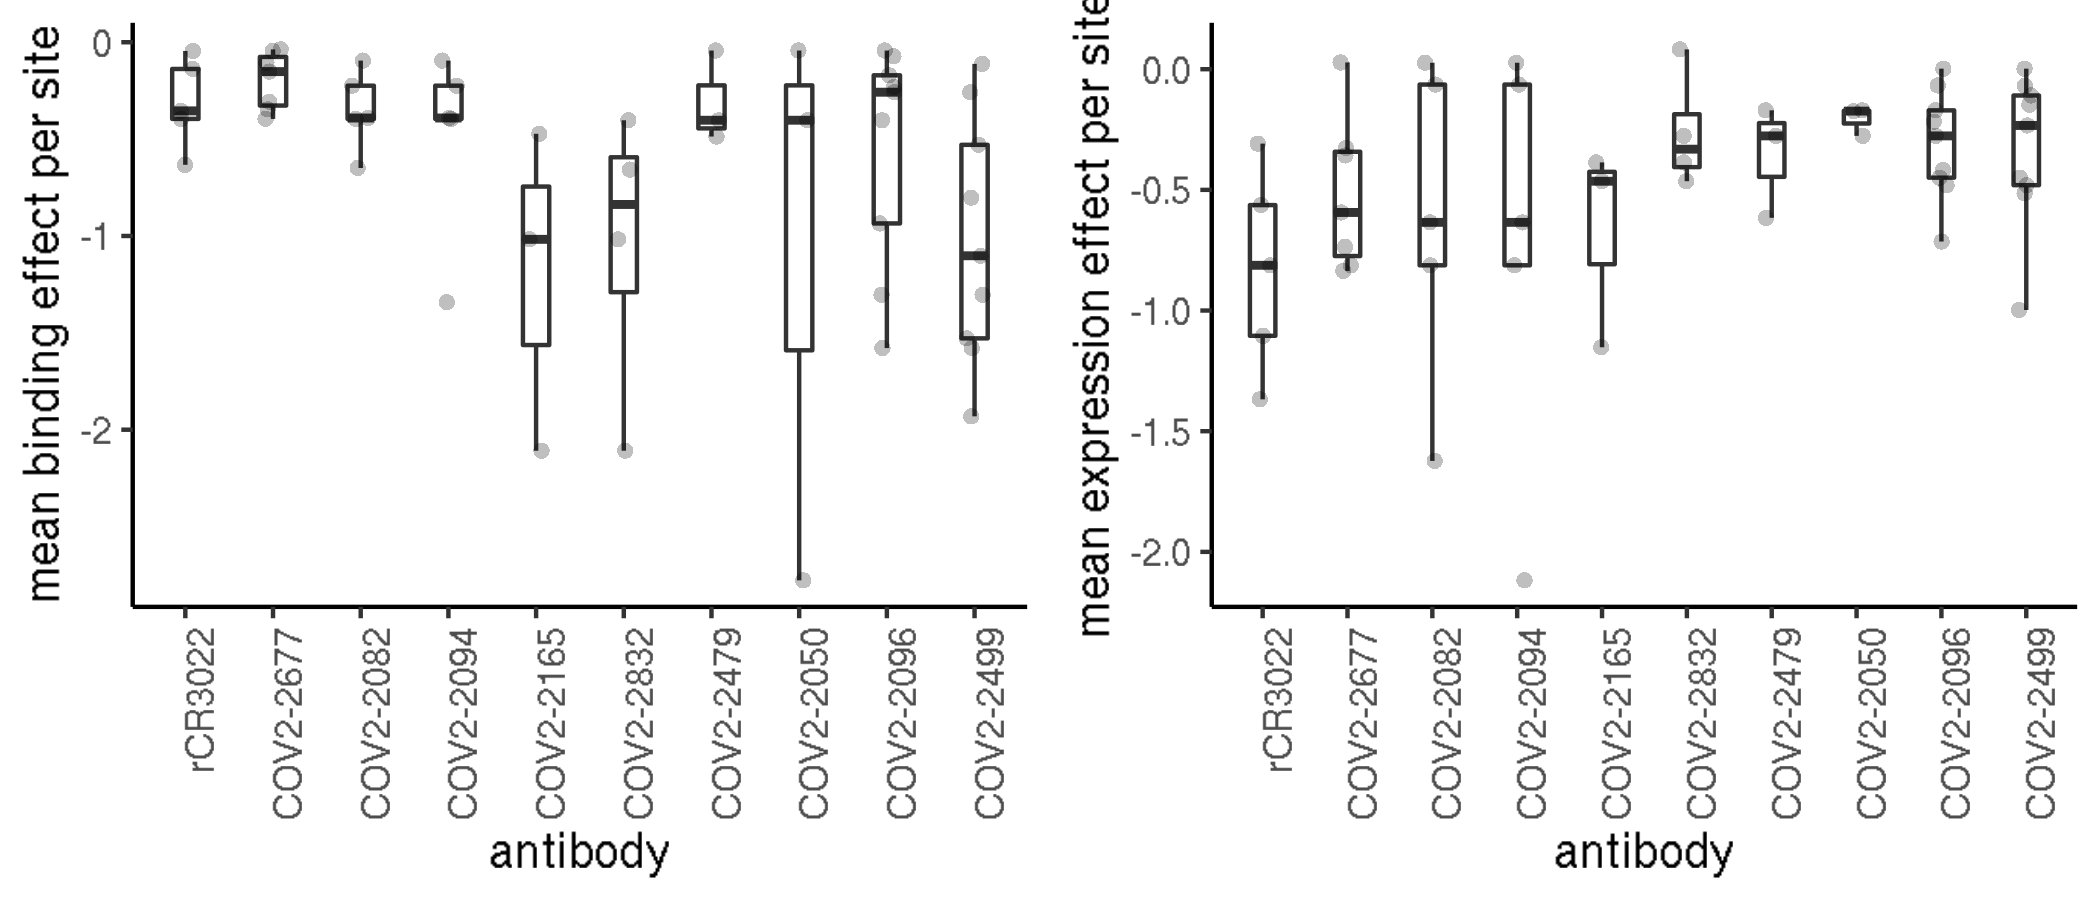 mean binding effect per site
0
-1
-2
rCR3022
COV2-2677
COV2-2082
COV2-2094
COV2-2165
COV2-2832
COV2-2479
COV2-2050
COV2-2096
COV2-2499
antibody
mean expression effect per site
0.0
-0.5
-1.0
-1.5
-2.0
rCR3022
COV2-2677
COV2-2082
COV2-2094
COV2-2165
COV2-2832
COV2-2479
COV2-2050
COV2-2096
COV2-2499
antibody